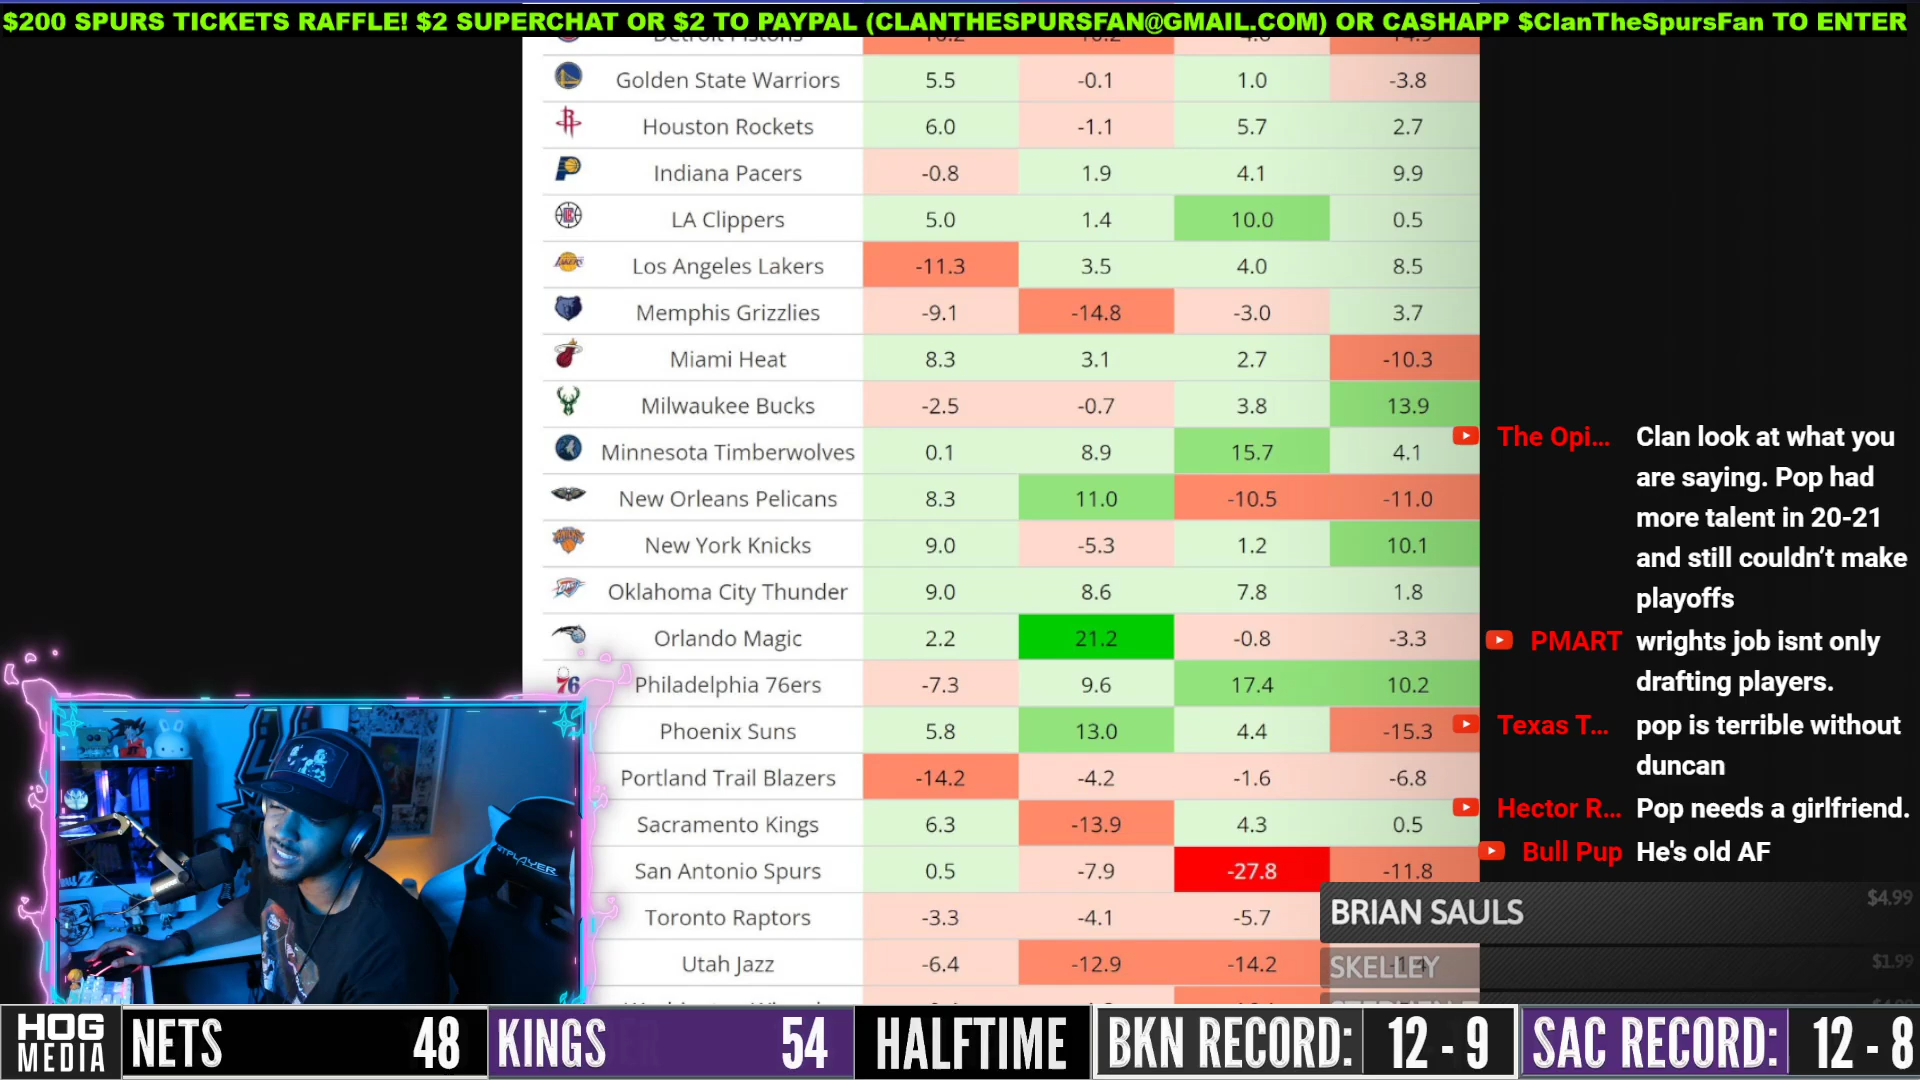 $200 SPURS TICKETS RAFFLE! $2 SUPERCHAT OR $2 TO PAYPAL (CLANTHESPURSFAN@GMAIL.COM) OR CASHAPP $ClanTheSpursFan TO ENTER
Detroit Pistons
Golden State Warriors 5.5 -0.1 1.0 -3.8
Houston Rockets 6.0 -1.1 5.7 2.7
Indiana Pacers -0.8 1.9 4.1 9.9
LA Clippers 5.0 1.4 10.0 0.5
Los Angeles Lakers -11.3 3.5 4.0 8.5
Memphis Grizzlies -9.1 -14.8 -3.0 3.7
Miami Heat 8.3 3.1 2.7 -10.3
Milwaukee Bucks -2.5 -0.7 3.8 13.9
Minnesota Timberwolves 0.1 8.9 15.7 4.1
New Orleans Pelicans 8.3 11.0 -10.5 -11.0
New York Knicks 9.0 -5.3 1.2 10.1
Oklahoma City Thunder 9.0 8.6 7.8 1.8
Orlando Magic 2.2 21.2 -0.8 -3.3
76 Philadelphia 76ers -7.3 9.6 17.4 10.2
Phoenix Suns 5.8 13.0 4.4 -15.3
Portland Trail Blazers -14.2 -4.2 -1.6 -6.8
Sacramento Kings 6.3 -13.9 4.3 0.5
San Antonio Spurs 0.5 -7.9 -27.8 -11.8
Toronto Raptors -3.3 -4.1 -5.7
Utah Jazz -6.4 -12.9 -14.2
The Opi... Clan look at what you
are saying. Pop had
more talent in 20-21
and still couldn't make
playoffs
PMART wrights job isnt only
drafting players.
Texas T... pop is terrible without
duncan
Hector R... Pop needs a girlfriend.
Bull Pup He's old AF
BRIAN SAULS $4.99
SKELLEY $1.99
HOG
MEDIA
NETS 48 KINGS 54 HALFTIME BKN RECORD: 12 - 9 SAC RECORD: 12 - 8